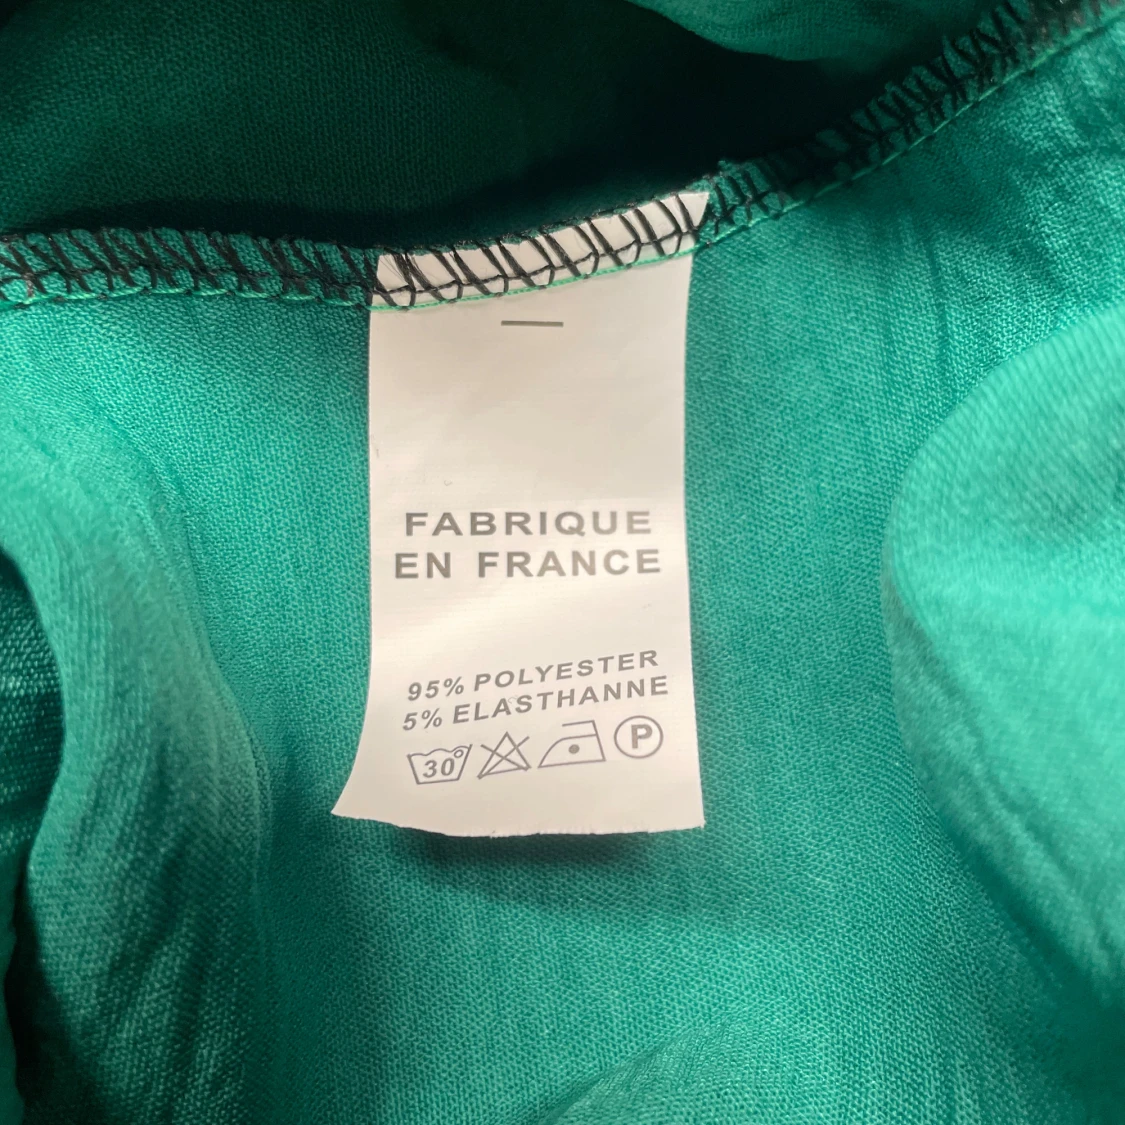 FABRIQUE
EN FRANCE
95% POLYESTER
5% ELASTHANNE
30° P